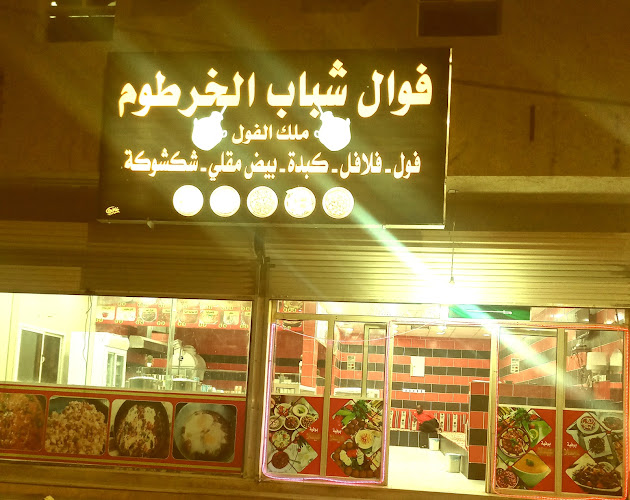 فوال شباب الخرطوم
ملك الفول
فول - فلافل - كبدة - بيض مقلي - شكشوكة